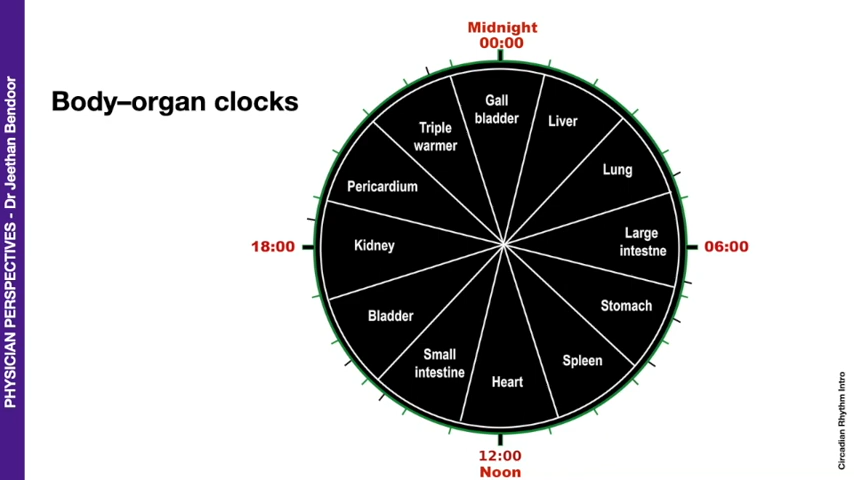 PHYSICIAN PERSPECTIVES - Dr Jeethan Bendoor
Body–organ clocks
Midnight
00:00
Gall
bladder
Liver
Lung
Large
intestne
06:00
Stomach
Spleen
Heart
12:00
Noon
Small
intestine
Bladder
Kidney
18:00
Pericardium
Triple
warmer
Circadian Rhythm Intro